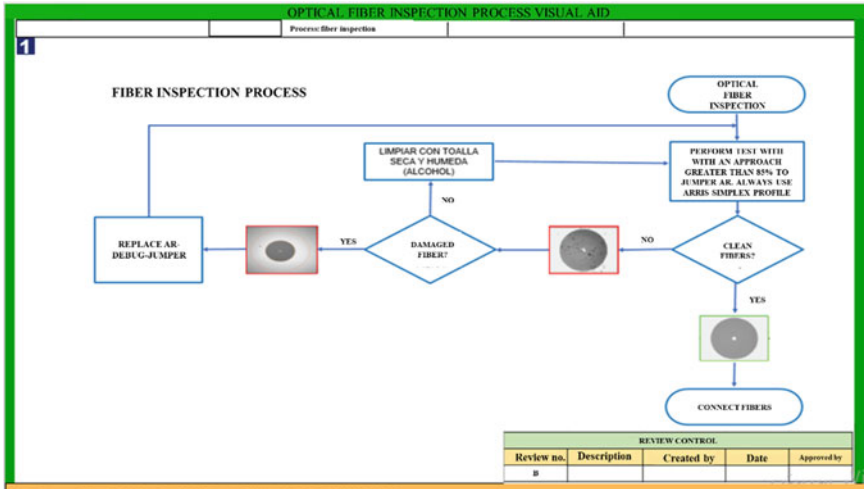 OPTICAL FIBER INSPECTION PROCESS VISUAL AID
Process: fiber inspection
1
FIBER INSPECTION PROCESS
OPTICAL
FIBER
INSPECTION
LIMPIAR CON TOALLA
SECA Y HUMEDA
(ALCOHOL)
PERFORM TEST WITH
WITH AN APPROACH
GREATER THAN 85% TO
JUMPER AR. ALWAYS USE
ARRIS SIMPLEX PROFILE
NO
REPLACE AR-
DEBUG-JUMPER
YES
DAMAGED
FIBER?
NO
CLEAN
FIBERS?
YES
CONNECT FIBERS
REVIEW CONTROL
Review no. Description Created by Date Approved by
B